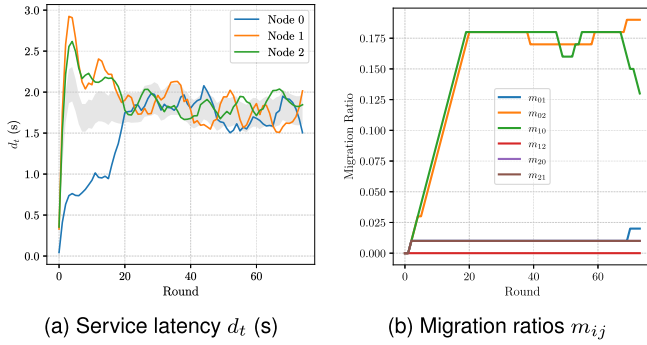 3.0
2.5
2.0
1.5
1.0
0.5
0.0
d_t (s)
0 20 40 60
Round
Node 0
Node 1
Node 2
(a) Service latency d_t (s)
0.175
0.150
0.125
0.100
0.075
0.050
0.025
0.000
Migration Ratio
0 20 40 60
Round
m_01
m_02
m_10
m_12
m_20
m_21
(b) Migration ratios m_ij